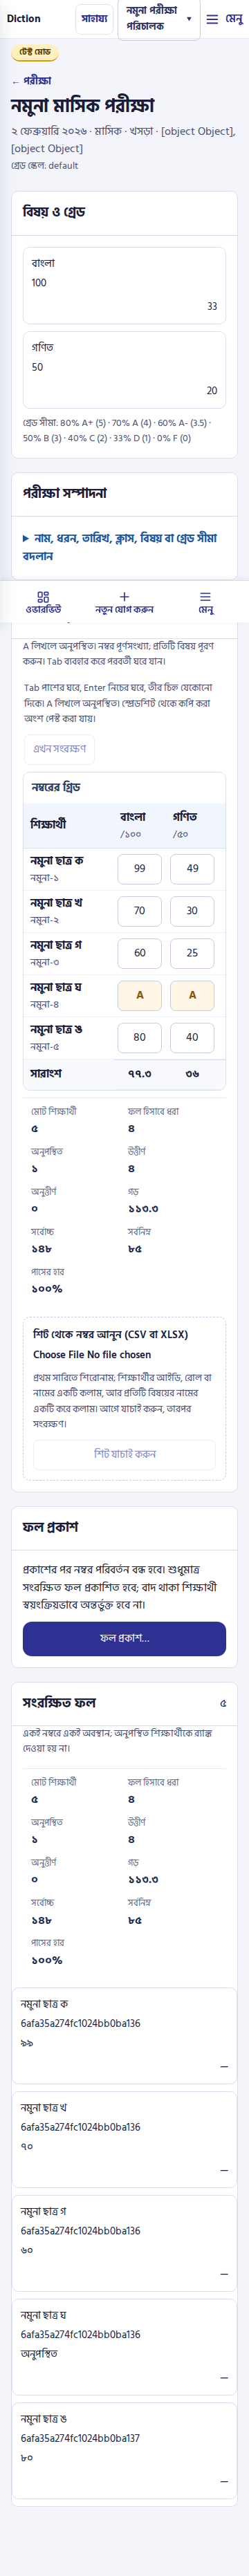 Diction
সাহায্য
নমুনা পরীক্ষা
পরিচালক
মেনু
টেস্ট মোড
← পরীক্ষা
নমুনা মাসিক পরীক্ষা
২ ফেব্রুয়ারি ২০২৬ · মাসিক · খসড়া · [object Object],
[object Object]
গ্রেড স্কেল: default
বিষয় ও গ্রেড
বাংলা
100
33
গণিত
50
20
গ্রেড সীমা: 80% A+ (5) · 70% A (4) · 60% A- (3.5) ·
50% B (3) · 40% C (2) · 33% D (1) · 0% F (0)
পরীক্ষা সম্পাদনা
নাম, ধরন, তারিখ, ক্লাস, বিষয় বা গ্রেড সীমা
বদলান
ওভারভিউ
নতুন যোগ করুন
মেনু
A লিখলে অনুপস্থিত। নম্বর পূর্ণসংখ্যা; প্রতিটি বিষয় পূরণ
করুন। Tab ব্যবহার করে পরবর্তী ঘরে যান।
Tab পাশের ঘরে, Enter নিচের ঘরে, তীর চিহ্ন যেকোনো
দিকে। A লিখলে অনুপস্থিত। স্প্রেডশিট থেকে কপি করা
অংশ পেস্ট করা যায়।
এখন সংরক্ষণ
নম্বরের গ্রিড
শিক্ষার্থী
বাংলা
/১০০
গণিত
/৫০
নমুনা ছাত্র ক
নমুনা-১
99
49
নমুনা ছাত্র খ
নমুনা-২
70
30
নমুনা ছাত্র গ
নমুনা-৩
60
25
নমুনা ছাত্র ঘ
নমুনা-৪
A
A
নমুনা ছাত্র ঙ
নমুনা-৫
80
40
সারাংশ
৭৭.৩
৩৬
মোট শিক্ষার্থী
৫
ফল হিসাবে ধরা
৪
অনুপস্থিত
১
উত্তীর্ণ
৪
অনুত্তীর্ণ
০
গড়
১১৩.৩
সর্বোচ্চ
১৪৮
সর্বনিম্ন
৮৫
পাসের হার
১০০%
শিট থেকে নম্বর আনুন (CSV বা XLSX)
Choose File No file chosen
প্রথম সারিতে শিরোনাম; শিক্ষার্থীর আইডি, রোল বা
নামের একটি কলাম, আর প্রতিটি বিষয়ের নামের
একটি করে কলাম। আগে যাচাই করুন, তারপর
সংরক্ষণ।
শিট যাচাই করুন
ফল প্রকাশ
প্রকাশের পর নম্বর পরিবর্তন বন্ধ হবে। শুধুমাত্র
সংরক্ষিত ফল প্রকাশিত হবে; বাদ থাকা শিক্ষার্থী
স্বয়ংক্রিয়ভাবে অন্তর্ভুক্ত হবে না।
ফল প্রকাশ…
সংরক্ষিত ফল
৫
একই নম্বরে একই অবস্থান; অনুপস্থিত শিক্ষার্থীকে র‍্যাঙ্ক
দেওয়া হয় না।
মোট শিক্ষার্থী
৫
ফল হিসাবে ধরা
৪
অনুপস্থিত
১
উত্তীর্ণ
৪
অনুত্তীর্ণ
০
গড়
১১৩.৩
সর্বোচ্চ
১৪৮
সর্বনিম্ন
৮৫
পাসের হার
১০০%
নমুনা ছাত্র ক
6afa35a274fc1024bb0ba136
৯৯
—
নমুনা ছাত্র খ
6afa35a274fc1024bb0ba136
৭০
—
নমুনা ছাত্র গ
6afa35a274fc1024bb0ba136
৬০
—
নমুনা ছাত্র ঘ
6afa35a274fc1024bb0ba136
অনুপস্থিত
—
নমুনা ছাত্র ঙ
6afa35a274fc1024bb0ba137
৮০
—